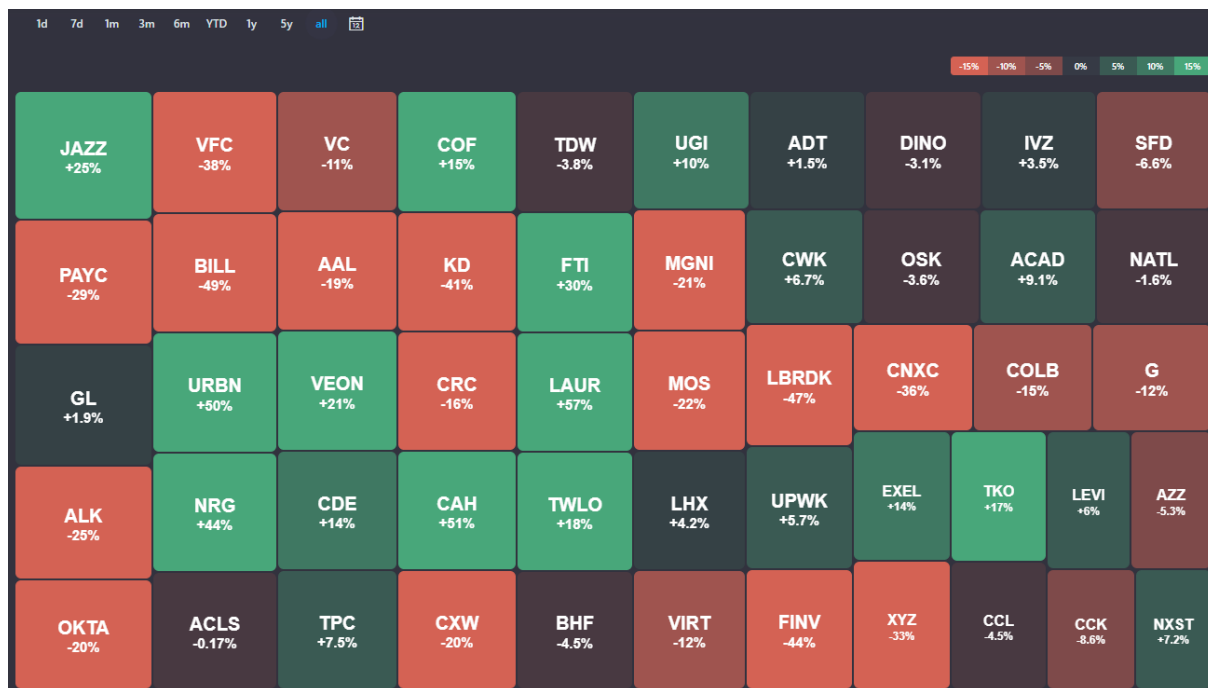 1d 7d 1m 3m 6m YTD 1y 5y all 12
-15% -10% -5% 0% 5% 10% 15%
JAZZ
+25%
VFC
-38%
VC
-11%
COF
+15%
TDW
-3.8%
UGI
+10%
ADT
+1.5%
DINO
-3.1%
IVZ
+3.5%
SFD
-6.6%
PAYC
-29%
BILL
-49%
AAL
-19%
KD
-41%
FTI
+30%
MGNI
-21%
CWK
+6.7%
OSK
-3.6%
ACAD
+9.1%
NATL
-1.6%
GL
+1.9%
URBN
+50%
VEON
+21%
CRC
-16%
LAUR
+57%
MOS
-22%
LBRDK
-47%
CNXC
-36%
COLB
-15%
G
-12%
ALK
-25%
NRG
+44%
CDE
+14%
CAH
+51%
TWLO
+18%
LHX
+4.2%
UPWK
+5.7%
EXEL
+14%
TKO
+17%
LEVI
+6%
AZZ
-5.3%
OKTA
-20%
ACLS
-0.17%
TPC
+7.5%
CXW
-20%
BHF
-4.5%
VIRT
-12%
FINV
-44%
XYZ
-33%
CCL
-4.5%
CCK
-8.6%
NXST
+7.2%